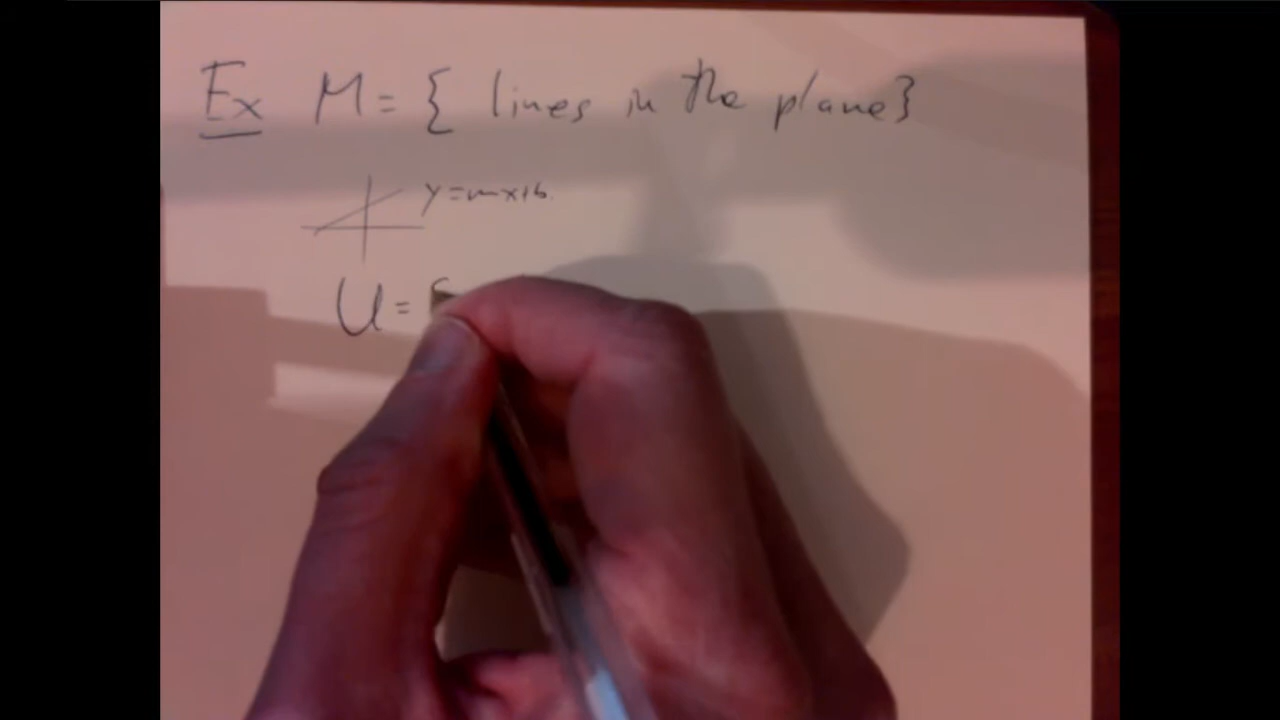 Ex M = { lines in the plane}
y=mx+b.
U = {